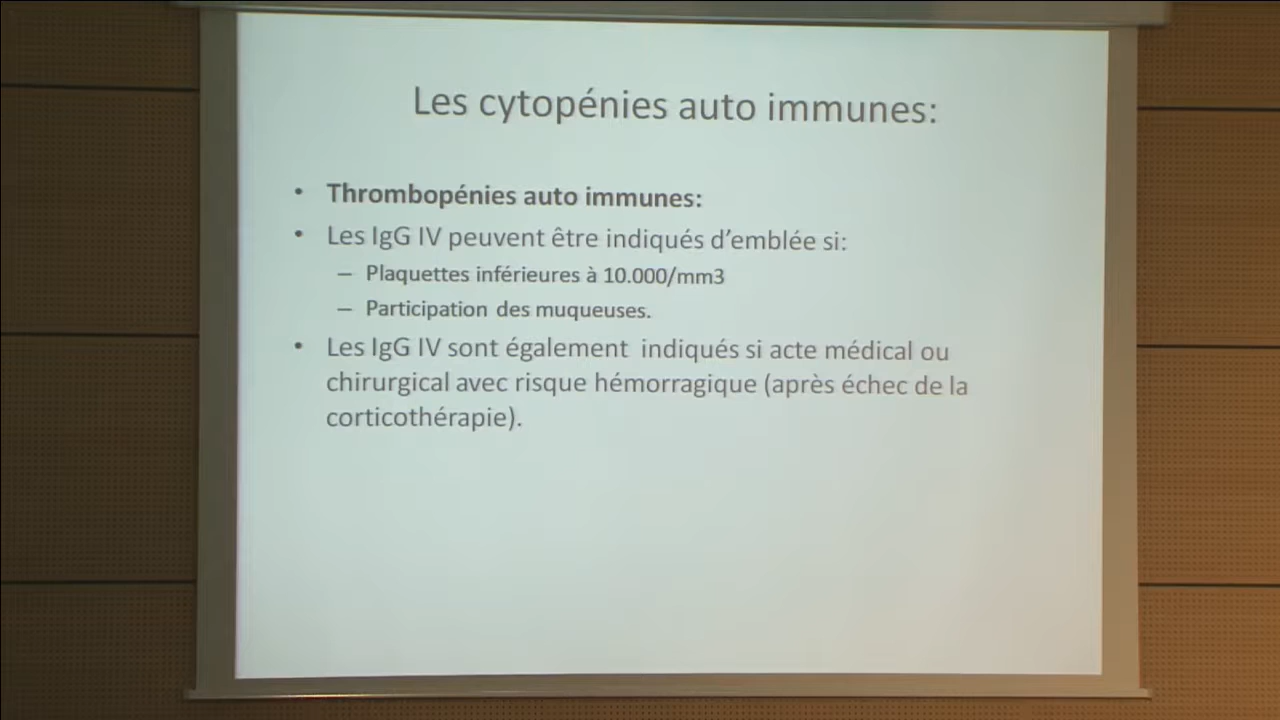 Les cytopénies auto immunes:
• Thrombopénies auto immunes:
• Les IgG IV peuvent être indiqués d'emblée si:
– Plaquettes inférieures à 10.000/mm3
– Participation des muqueuses.
• Les IgG IV sont également indiqués si acte médical ou
chirurgical avec risque hémorragique (après échec de la
corticothérapie).